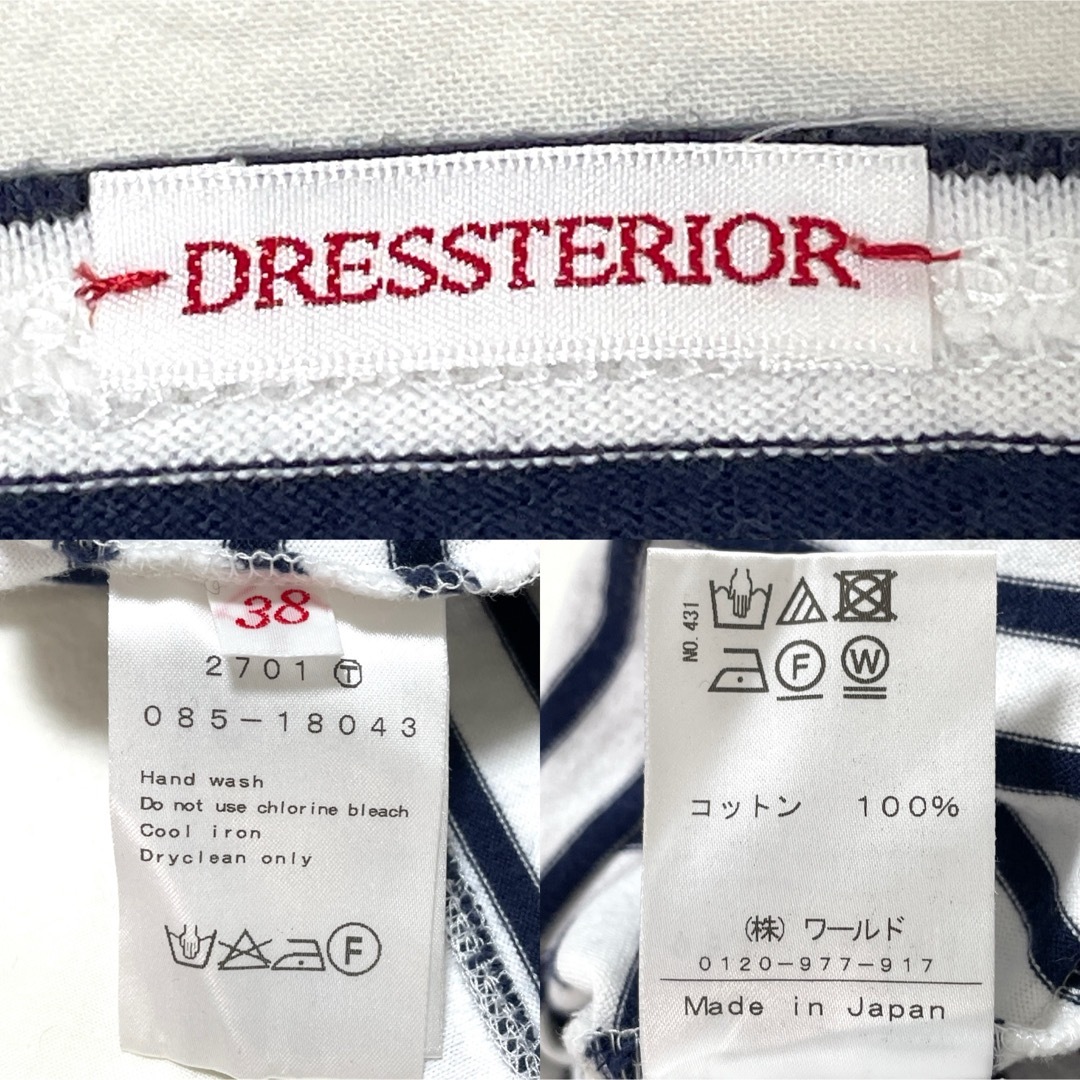 DRESSTERIOR
38
2701 Ⓣ
085-18043
Hand wash
Do not use chlorine bleach
Cool iron
Dryclean only
F
NO. 431
F W
コットン 100%
(株) ワールド
0120-977-917
Made in Japan